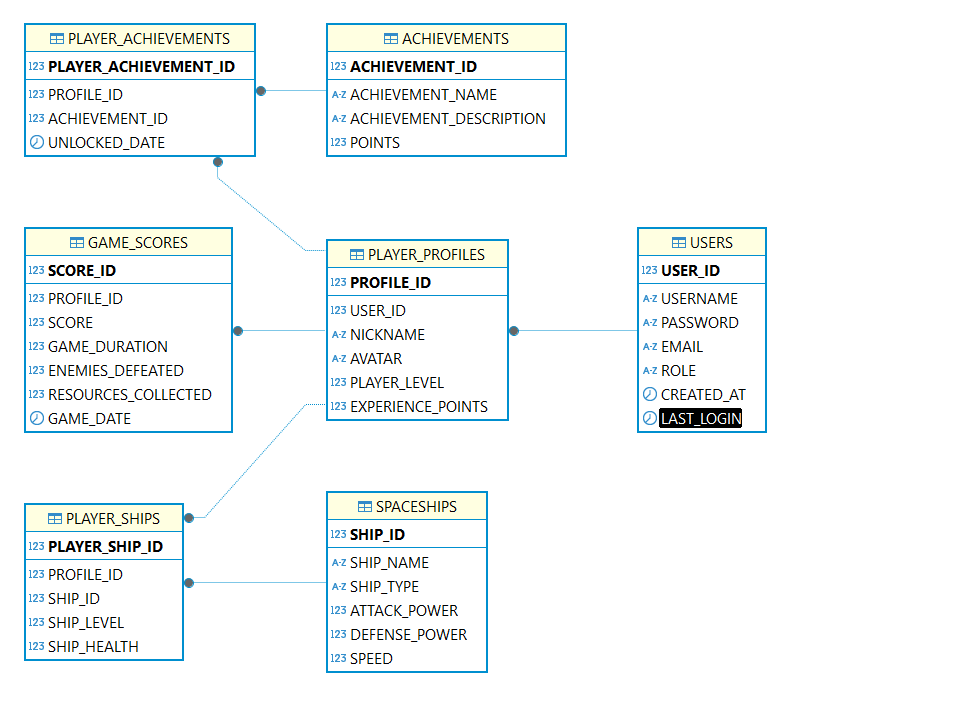 PLAYER_ACHIEVEMENTS
123 PLAYER_ACHIEVEMENT_ID
123 PROFILE_ID
123 ACHIEVEMENT_ID
UNLOCKED_DATE
ACHIEVEMENTS
123 ACHIEVEMENT_ID
A-Z ACHIEVEMENT_NAME
A-Z ACHIEVEMENT_DESCRIPTION
123 POINTS
GAME_SCORES
123 SCORE_ID
123 PROFILE_ID
123 SCORE
123 GAME_DURATION
123 ENEMIES_DEFEATED
123 RESOURCES_COLLECTED
GAME_DATE
PLAYER_PROFILES
123 PROFILE_ID
123 USER_ID
A-Z NICKNAME
A-Z AVATAR
123 PLAYER_LEVEL
123 EXPERIENCE_POINTS
USERS
123 USER_ID
A-Z USERNAME
A-Z PASSWORD
A-Z EMAIL
A-Z ROLE
CREATED_AT
LAST_LOGIN
PLAYER_SHIPS
123 PLAYER_SHIP_ID
123 PROFILE_ID
123 SHIP_ID
123 SHIP_LEVEL
123 SHIP_HEALTH
SPACESHIPS
123 SHIP_ID
A-Z SHIP_NAME
A-Z SHIP_TYPE
123 ATTACK_POWER
123 DEFENSE_POWER
123 SPEED